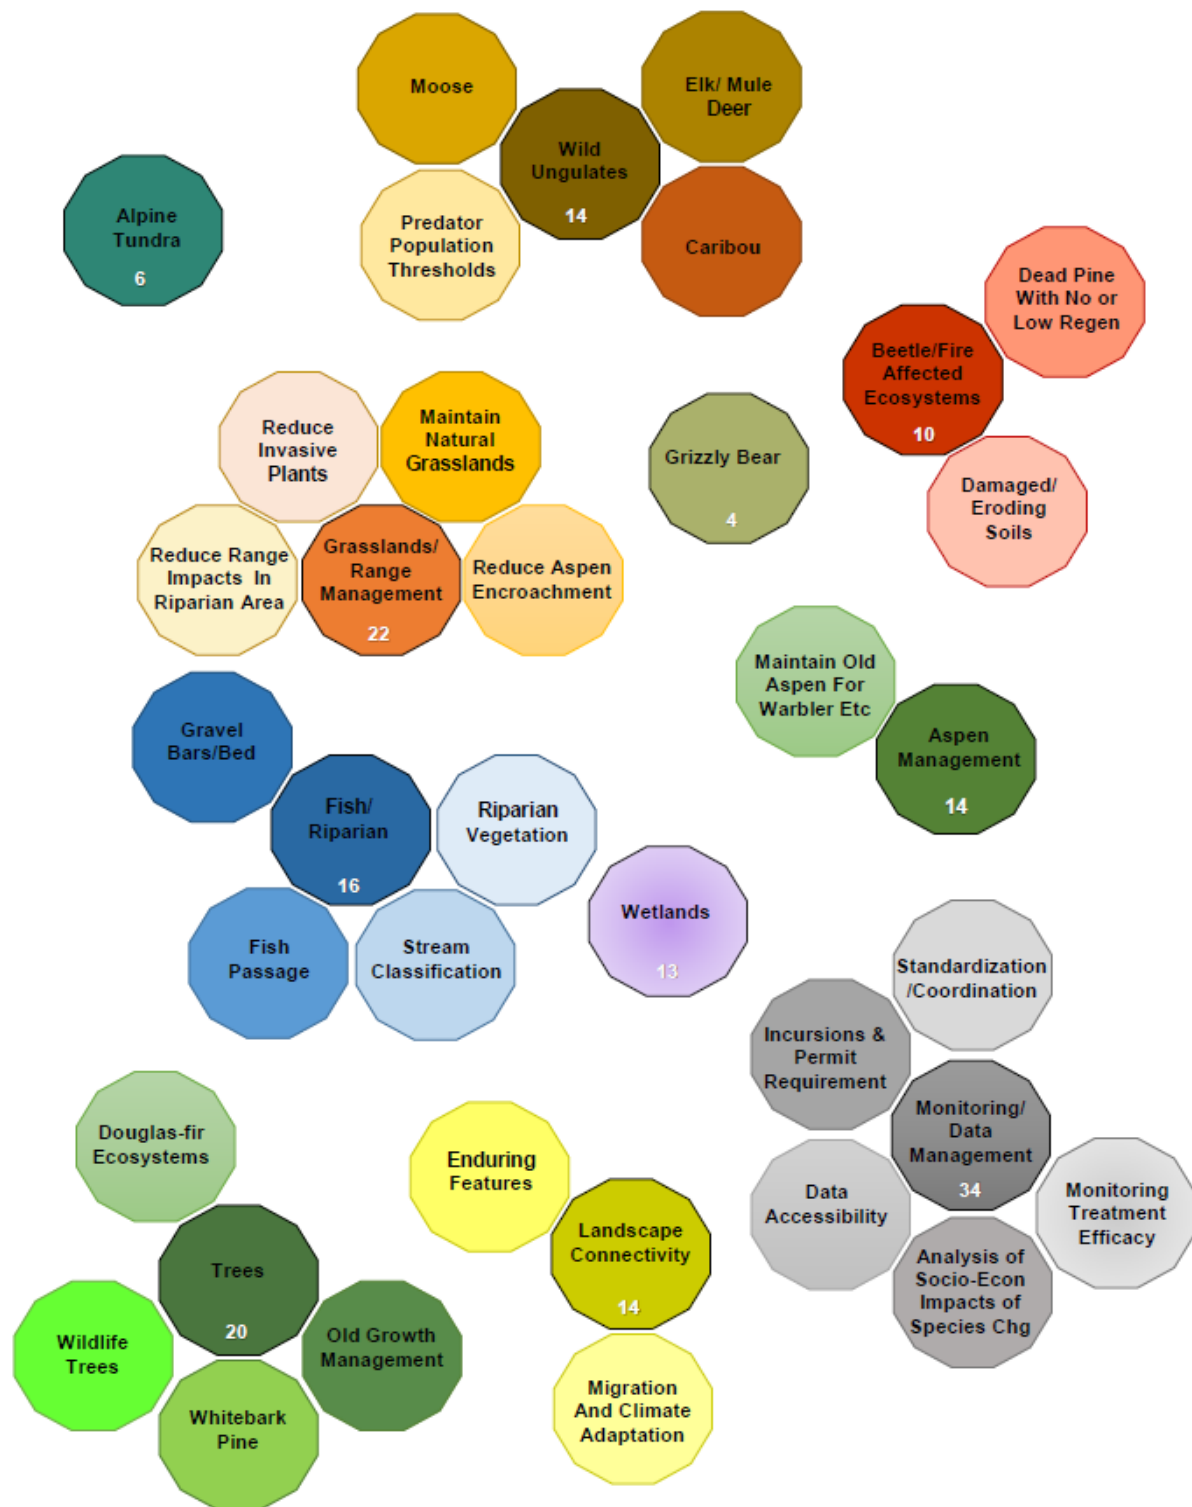 Moose
Elk/ Mule
Deer
Wild
Ungulates
14
Predator
Population
Thresholds
Caribou
Alpine
Tundra
6
Dead Pine
With No or
Low Regen
Beetle/Fire
Affected
Ecosystems
10
Damaged/
Eroding
Soils
Reduce
Invasive
Plants
Maintain
Natural
Grasslands
Grizzly Bear
4
Reduce Range
Impacts In
Riparian Area
Grasslands/
Range
Management
22
Reduce Aspen
Encroachment
Maintain Old
Aspen For
Warbler Etc
Aspen
Management
14
Gravel
Bars/Bed
Fish/
Riparian
16
Riparian
Vegetation
Fish
Passage
Stream
Classification
Wetlands
13
Standardization
/Coordination
Incursions &
Permit
Requirement
Monitoring/
Data
Management
34
Data
Accessibility
Monitoring
Treatment
Efficacy
Analysis of
Socio-Econ
Impacts of
Species Chg
Douglas-fir
Ecosystems
Trees
20
Wildlife
Trees
Old Growth
Management
Whitebark
Pine
Enduring
Features
Landscape
Connectivity
14
Migration
And Climate
Adaptation